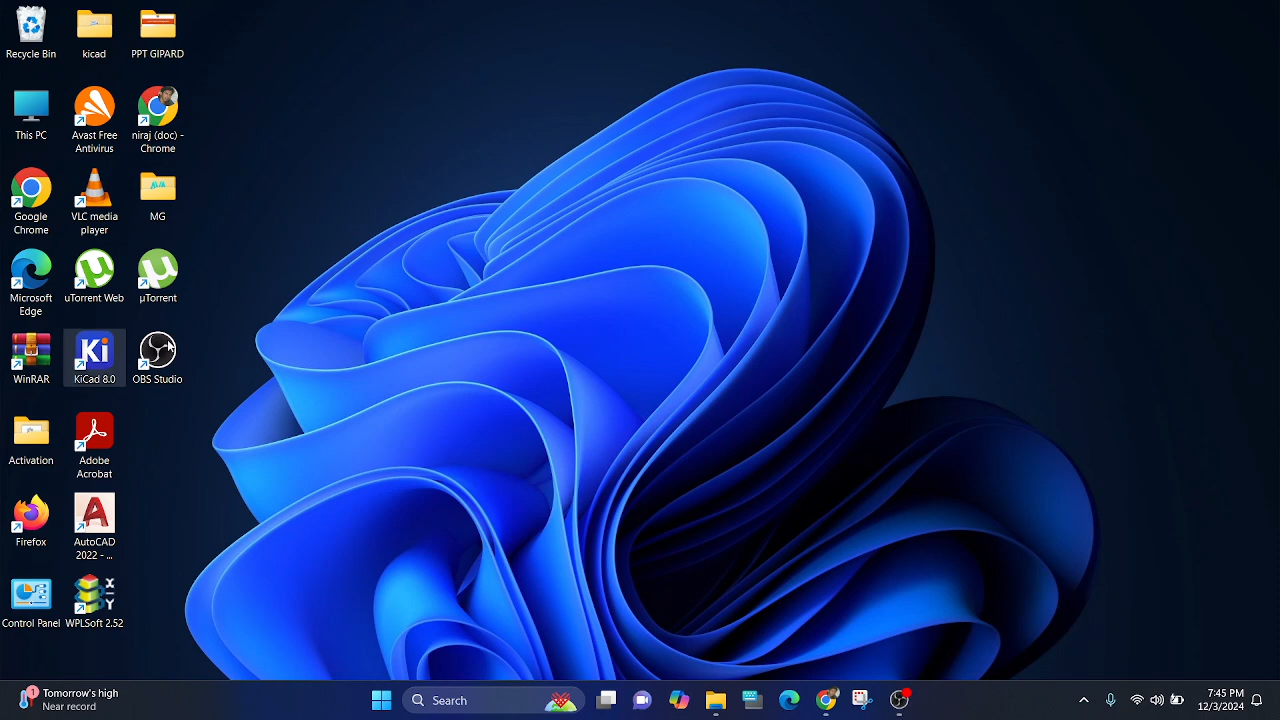 Recycle Bin
kicad
PPT GIPARD
This PC
Avast Free
Antivirus
niraj (doc) -
Chrome
Google
Chrome
VLC media
player
MG
Microsoft
Edge
uTorrent Web
µTorrent
WinRAR
Ki
KiCad 8.0
OBS Studio
Activation
Adobe
Acrobat
Firefox
AutoCAD
2022 - ...
Control Panel
X
Y
WPLSoft 2.52
1
Tomorrow's high
Near record
Search
7:45 PM
12/3/2024